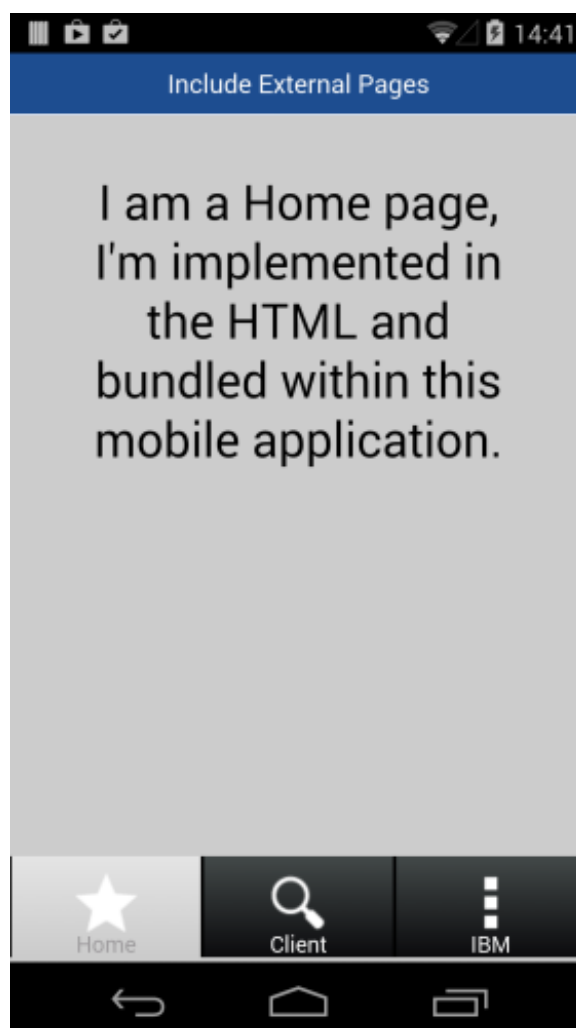 14:41
Include External Pages
I am a Home page,
I'm implemented in
the HTML and
bundled within this
mobile application.
Home
Client
IBM